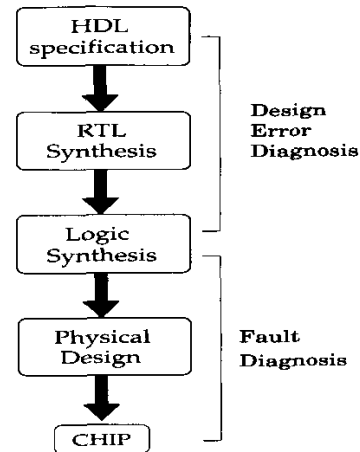 HDL
specification
RTL
Synthesis
Design
Error
Diagnosis
Logic
Synthesis
Physical
Design
Fault
Diagnosis
CHIP